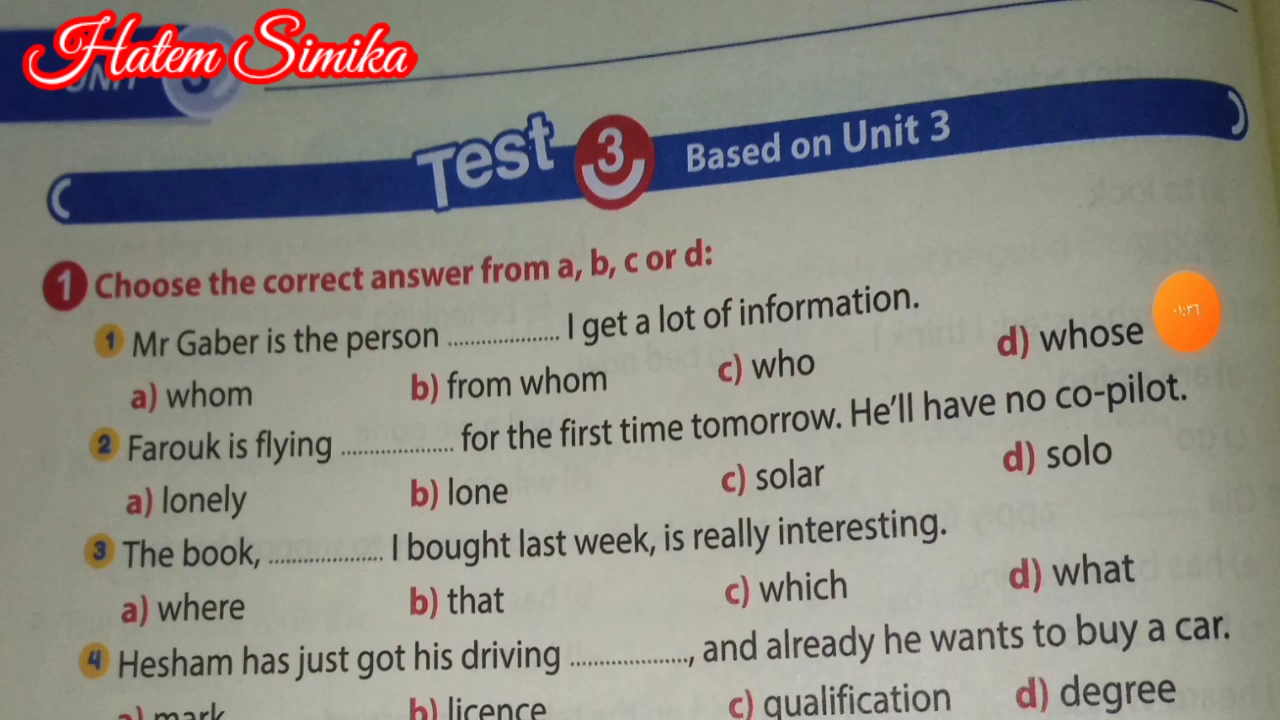 Hatem Simika
UNIT 3
Test 3 Based on Unit 3
1 Choose the correct answer from a, b, c or d:
1 Mr Gaber is the person .................... I get a lot of information.
a) whom b) from whom c) who d) whose
2 Farouk is flying .................... for the first time tomorrow. He'll have no co-pilot.
a) lonely b) lone c) solar d) solo
3 The book, .................... I bought last week, is really interesting.
a) where b) that c) which d) what
4 Hesham has just got his driving ...................., and already he wants to buy a car.
a) mark b) licence c) qualification d) degree